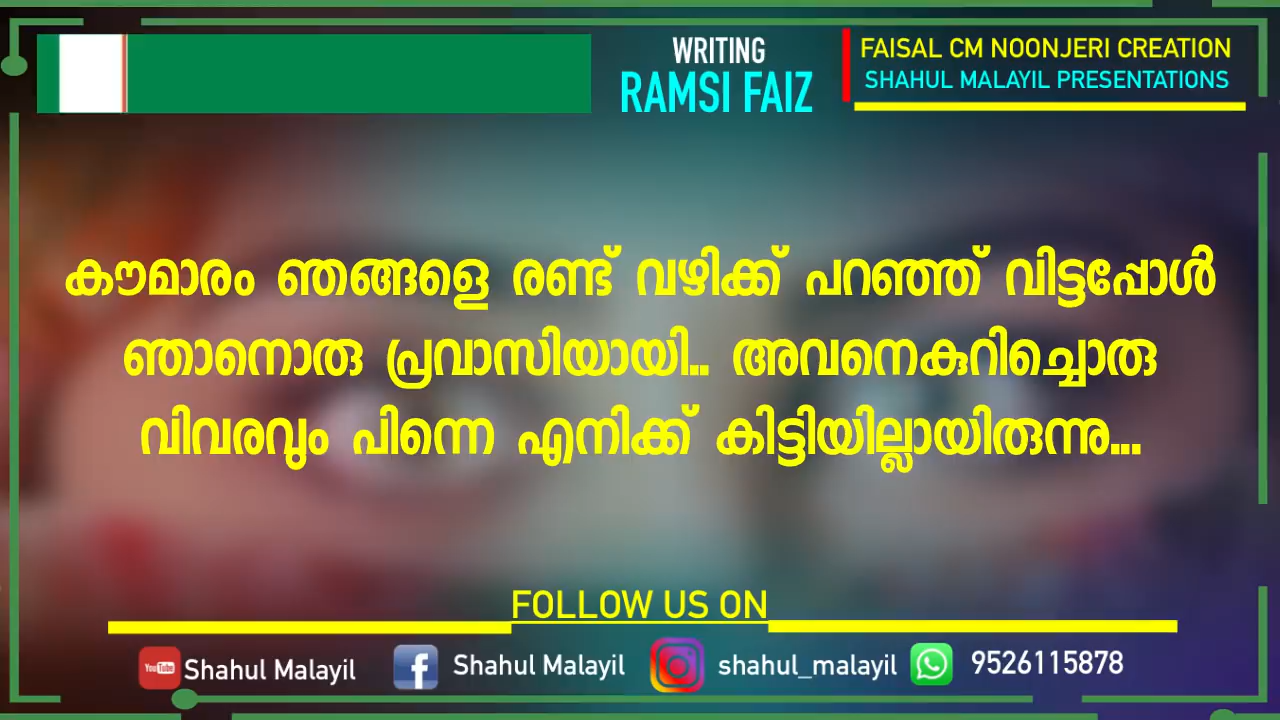 WRITING
RAMSI FAIZ
FAISAL CM NOONJERI CREATION
SHAHUL MALAYIL PRESENTATIONS
കൗമാരം ഞങ്ങളെ രണ്ട് വഴിക്ക് പറഞ്ഞ് വിട്ടപ്പോൾ
ഞാനൊരു പ്രവാസിയായി.. അവനെകുറിച്ചൊരു
വിവരവും പിന്നെ എനിക്ക് കിട്ടിയില്ലായിരുന്നു...
FOLLOW US ON
YouTube Shahul Malayil f Shahul Malayil shahul_malayil 9526115878